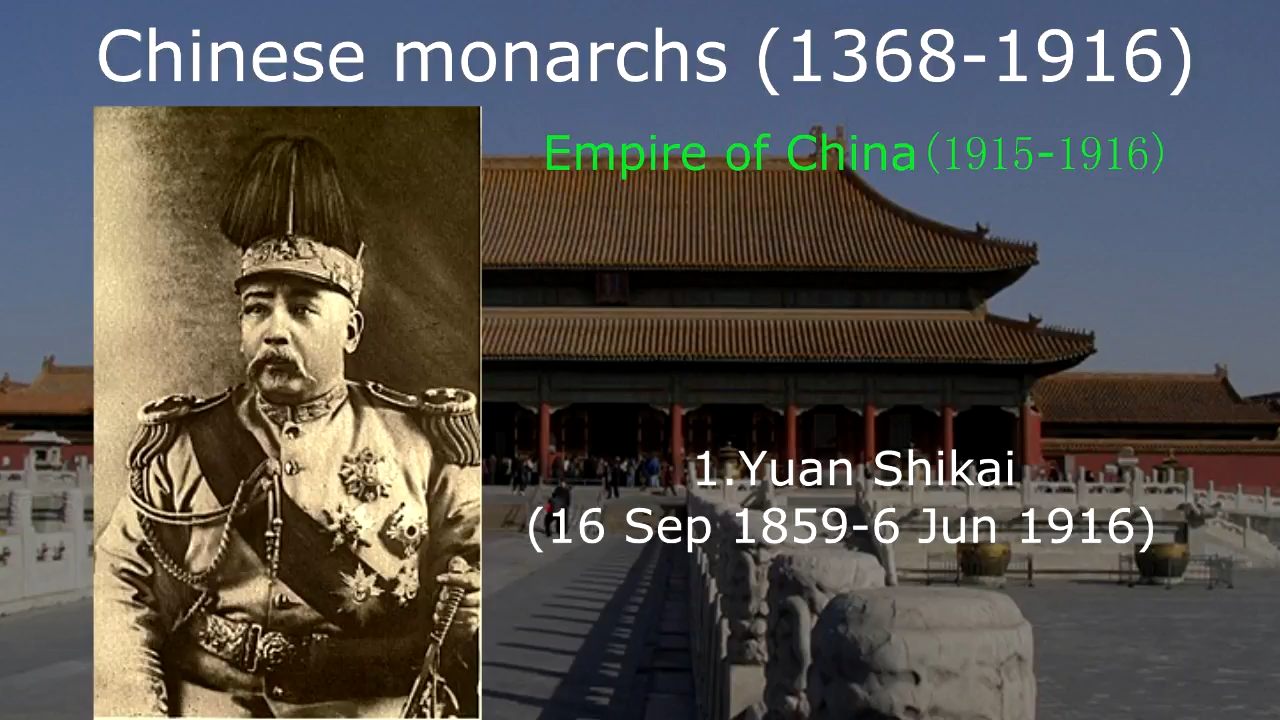 Chinese monarchs (1368-1916)
Empire of China(1915-1916)
1.Yuan Shikai
(16 Sep 1859-6 Jun 1916)